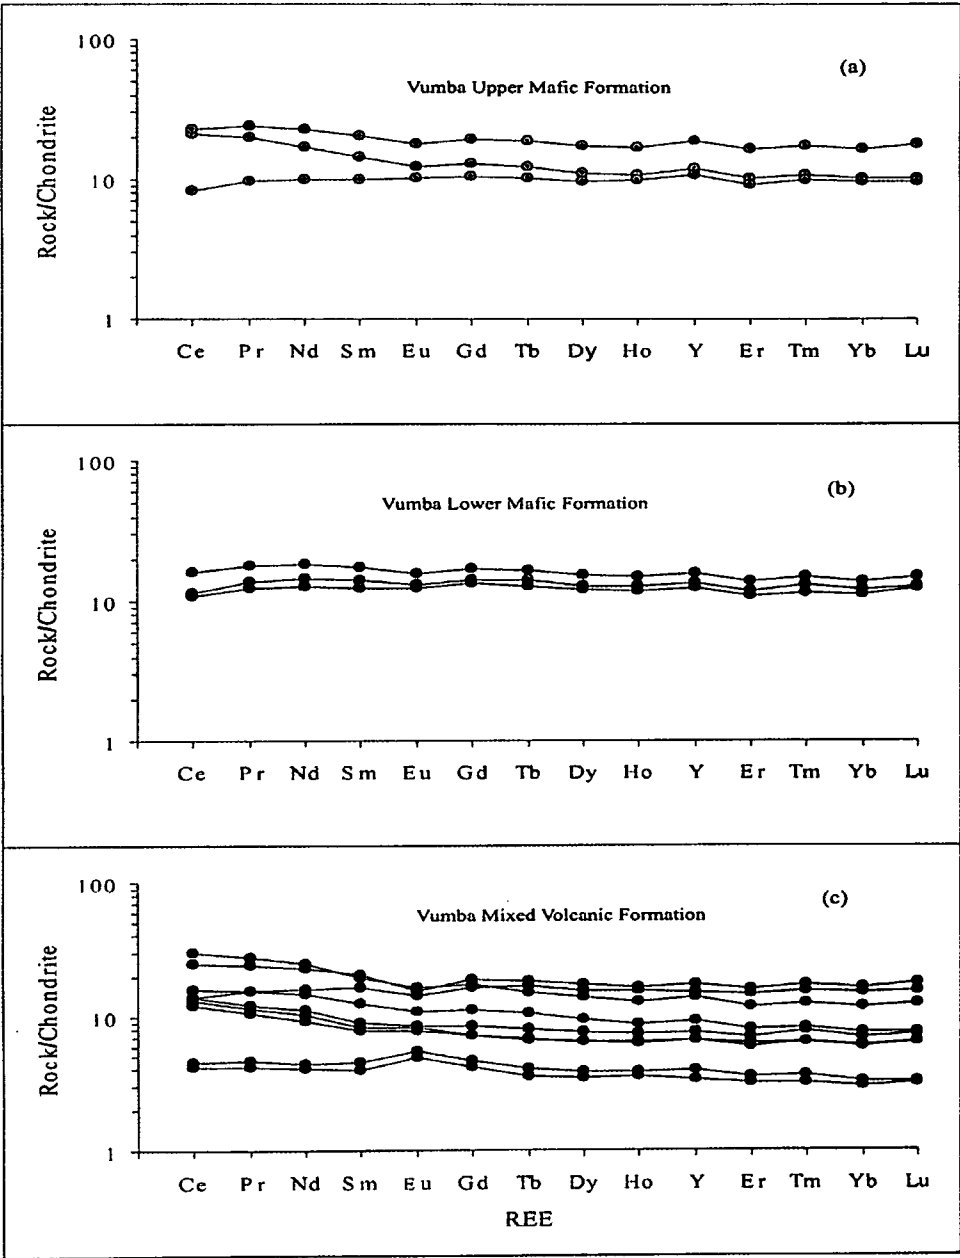 100
(a)
Vumba Upper Mafic Formation
Rock/Chondrite
10
1
Ce Pr Nd Sm Eu Gd Tb Dy Ho Y Er Tm Yb Lu
100
(b)
Vumba Lower Mafic Formation
Rock/Chondrite
10
1
Ce Pr Nd Sm Eu Gd Tb Dy Ho Y Er Tm Yb Lu
100
(c)
Vumba Mixed Volcanic Formation
Rock/Chondrite
10
1
Ce Pr Nd Sm Eu Gd Tb Dy Ho Y Er Tm Yb Lu
REE